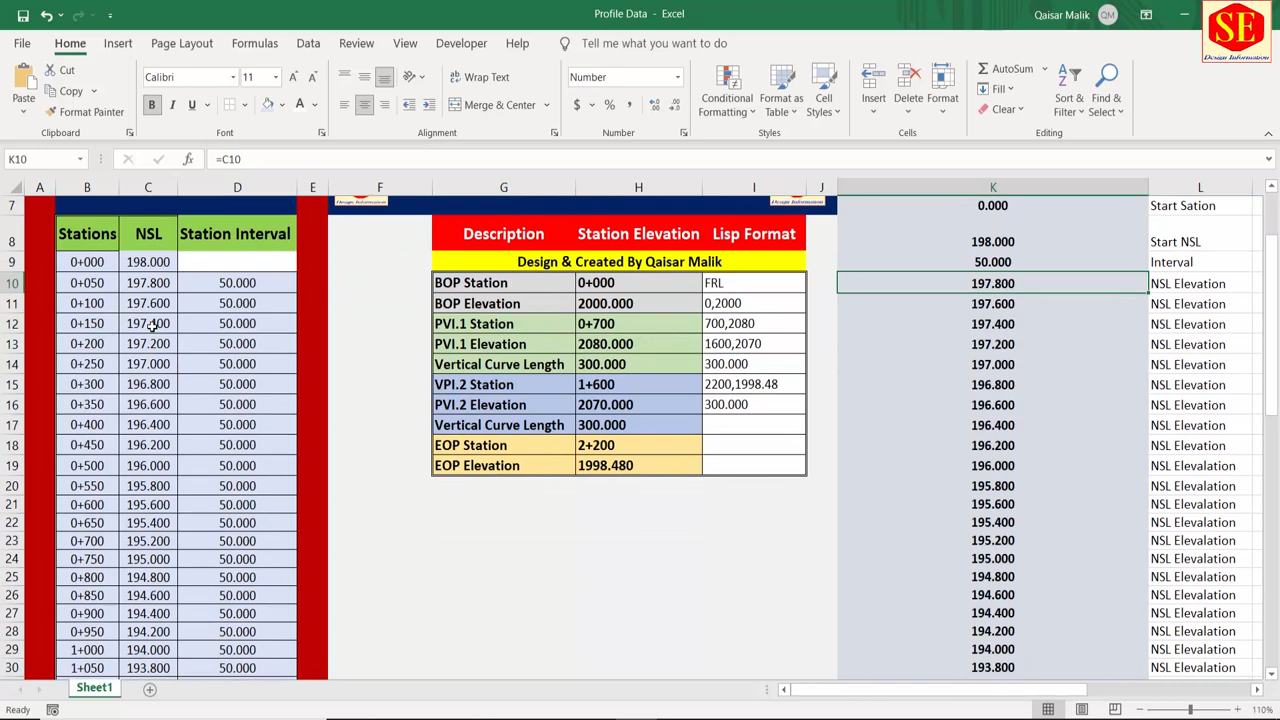 Profile Data - Excel
Qaisar Malik QM
SE
Design Information
File Home Insert Page Layout Formulas Data Review View Developer Help Tell me what you want to do
Paste
Cut
Copy
Format Painter
Clipboard
Calibri 11
B I U
Font
Wrap Text
Merge & Center
Alignment
Number
$ % ,
Number
Conditional Formatting
Format as Table
Cell Styles
Styles
Insert Delete Format
Cells
AutoSum
Fill
Clear
Sort & Filter
Find & Select
Editing
K10 fx =C10
A B C D E F G H I J K L
7 Design Information Design Information 0.000 Start Sation
8 Stations NSL Station Interval Description Station Elevation Lisp Format 198.000 Start NSL
9 0+000 198.000 Design & Created By Qaisar Malik 50.000 Interval
10 0+050 197.800 50.000 BOP Station 0+000 FRL 197.800 NSL Elevation
11 0+100 197.600 50.000 BOP Elevation 2000.000 0,2000 197.600 NSL Elevation
12 0+150 197.400 50.000 PVI.1 Station 0+700 700,2080 197.400 NSL Elevation
13 0+200 197.200 50.000 PVI.1 Elevation 2080.000 1600,2070 197.200 NSL Elevation
14 0+250 197.000 50.000 Vertical Curve Length 300.000 300.000 197.000 NSL Elevation
15 0+300 196.800 50.000 VPI.2 Station 1+600 2200,1998.48 196.800 NSL Elevation
16 0+350 196.600 50.000 PVI.2 Elevation 2070.000 300.000 196.600 NSL Elevation
17 0+400 196.400 50.000 Vertical Curve Length 300.000 196.400 NSL Elevation
18 0+450 196.200 50.000 EOP Station 2+200 196.200 NSL Elevation
19 0+500 196.000 50.000 EOP Elevation 1998.480 196.000 NSL Elevalation
20 0+550 195.800 50.000 195.800 NSL Elevalation
21 0+600 195.600 50.000 195.600 NSL Elevalation
22 0+650 195.400 50.000 195.400 NSL Elevalation
23 0+700 195.200 50.000 195.200 NSL Elevalation
24 0+750 195.000 50.000 195.000 NSL Elevalation
25 0+800 194.800 50.000 194.800 NSL Elevalation
26 0+850 194.600 50.000 194.600 NSL Elevalation
27 0+900 194.400 50.000 194.400 NSL Elevalation
28 0+950 194.200 50.000 194.200 NSL Elevalation
29 1+000 194.000 50.000 194.000 NSL Elevalation
30 1+050 193.800 50.000 193.800 NSL Elevalation
Sheet1
Ready 110%